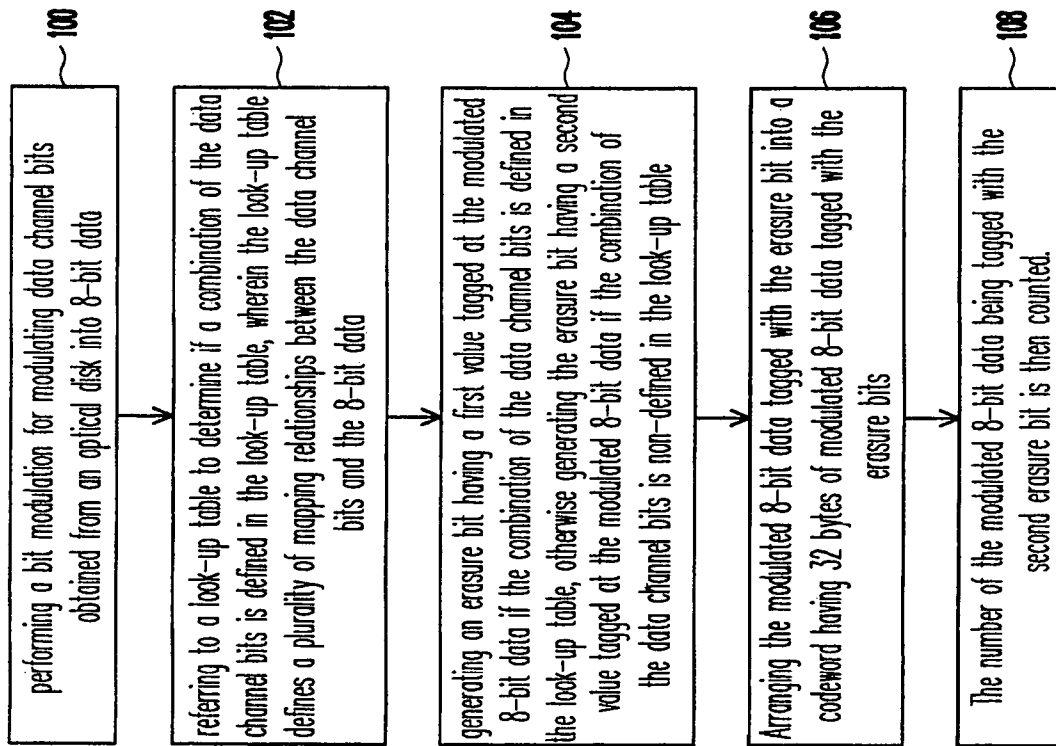 performing a bit modulation for modulating data channel bits
obtained from an optical disk into 8-bit data
100
referring to a look-up table to determine if a combination of the data
channel bits is defined in the look-up table, wherein the look-up table
defines a plurality of mapping relationships between the data channel
bits and the 8-bit data
102
generating an erasure bit having a first value tagged at the modulated
8-bit data if the combination of the data channel bits is defined in
the look-up table, otherwise generating the erasure bit having a second
value tagged at the modulated 8-bit data if the combination of
the data channel bits is non-defined in the look-up table
104
Arranging the modulated 8-bit data tagged with the erasure bit into a
codeword having 32 bytes of modulated 8-bit data tagged with the
erasure bits
106
The number of the modulated 8-bit data being tagged with the
second erasure bit is then counted.
108